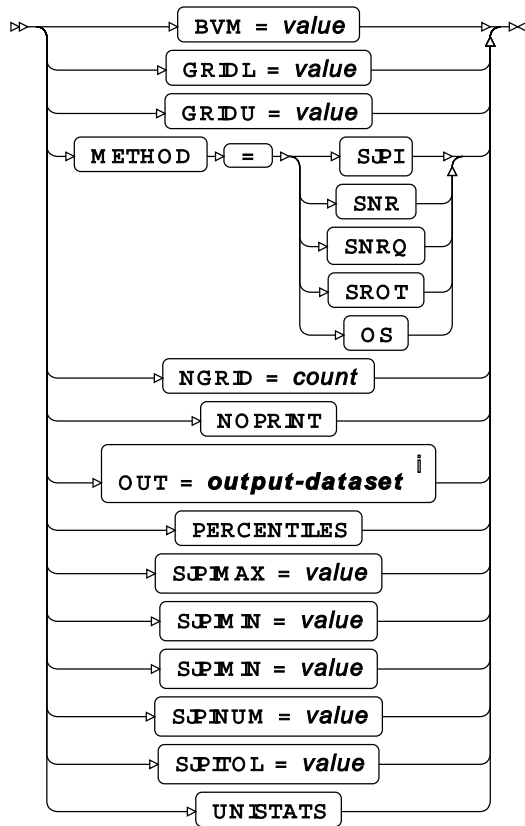 BVM = value
GRIDL = value
GRIDU = value
METHOD = SJPI
SNR
SNRQ
SROT
OS
NGRID = count
NOPRINT
OUT = output-dataset i
PERCENTILES
SJPIMAX = value
SJPIMIN = value
SJPIMIN = value
SJPINUM = value
SJPITOL = value
UNISTATS